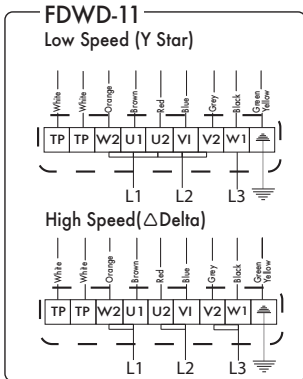 FDWD-11
Low Speed (Y Star)
White White Orange Brown Red Blue Grey Black Green Yellow
TP TP W2 U1 U2 VI V2 W1
L1 L2 L3
High Speed(△Delta)
White White Orange Brown Red Blue Grey Black Green Yellow
TP TP W2 U1 U2 VI V2 W1
L1 L2 L3